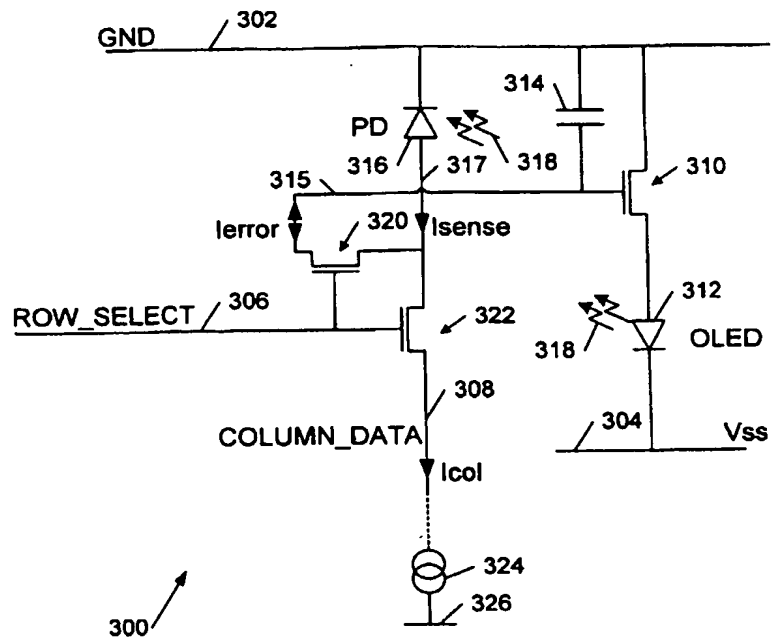 GND
302
314
PD
316
317
318
310
315
320
Ierror
Isense
ROW_SELECT
306
322
312
318
OLED
308
COLUMN_DATA
304
Vss
Icol
324
326
300